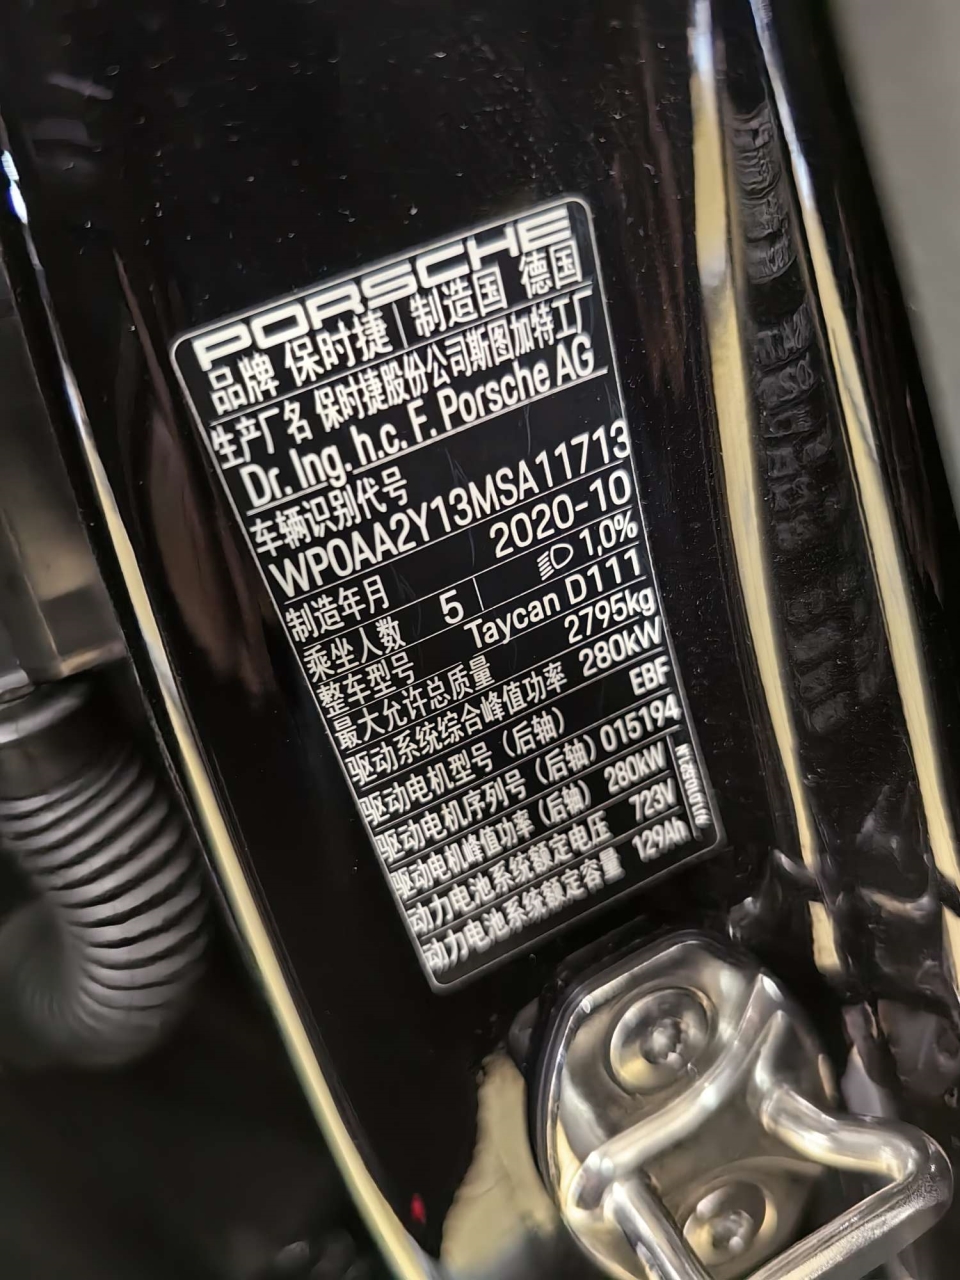 PORSCHE
品牌 保时捷 制造国 德国
生产厂名 保时捷股份公司斯图加特工厂
Dr. Ing. h.c. F. Porsche AG
车辆识别代号
WP0AA2Y13MSA11713
制造年月 2020-10
乘坐人数 5 1,0%
整车型号 Taycan D111
最大允许总质量 2795kg
驱动系统综合峰值功率 280kW
驱动电机型号（后轴） EBF
驱动电机序列号（后轴）015194
驱动电机峰值功率（后轴） 280kW
动力电池系统额定电压 723V
动力电池系统额定容量 129Ah